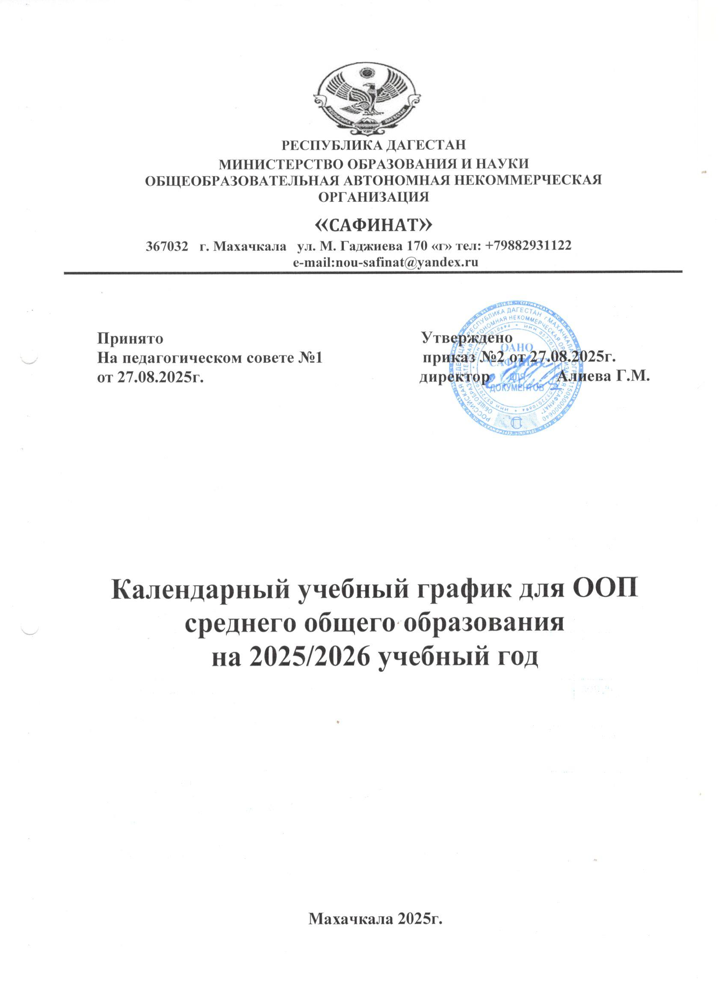 РЕСПУБЛИКА ДАГЕСТАН
РЕСПУБЛИКА ДАГЕСТАН
МИНИСТЕРСТВО ОБРАЗОВАНИЯ И НАУКИ
ОБЩЕОБРАЗОВАТЕЛЬНАЯ АВТОНОМНАЯ НЕКОММЕРЧЕСКАЯ
ОРГАНИЗАЦИЯ
«САФИНАТ»
367032 г. Махачкала ул. М. Гаджиева 170 «г» тел: +79882931122
e-mail:nou-safinat@yandex.ru
Принято
На педагогическом совете №1
от 27.08.2025г.
Утверждено
приказ №2 от 27.08.2025г.
директор Алиева Г.М.
ОАНО
"САФИНАТ"
ДЛЯ
ДОКУМЕНТОВ
Календарный учебный график для ООП
среднего общего образования
на 2025/2026 учебный год
Махачкала 2025г.